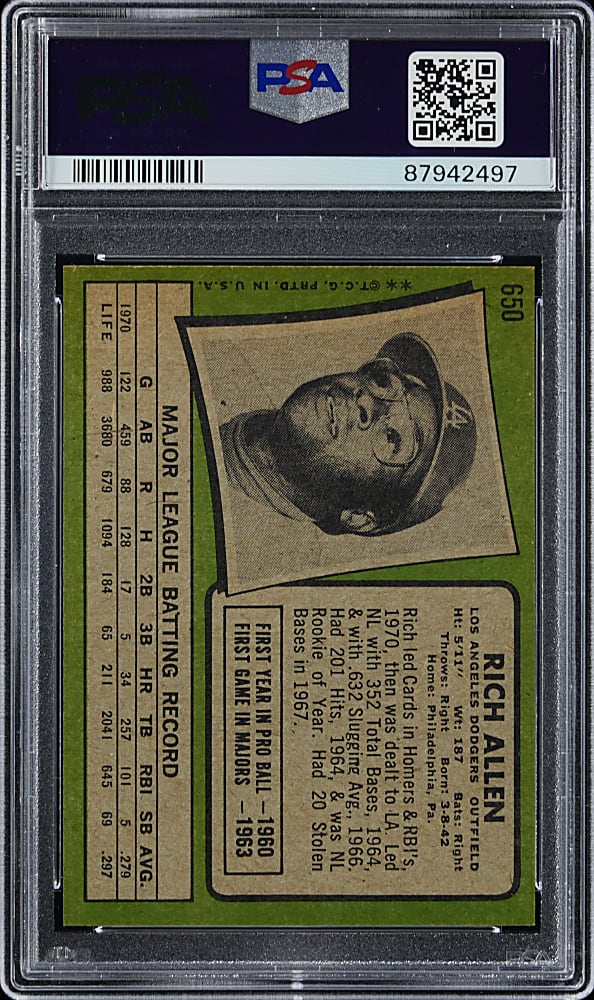 PSA
87942497
650
**
©T.C.G. PRTD. IN U.S.A.
LA
RICH ALLEN
LOS ANGELES DODGERS OUTFIELD
Ht: 5'11" Wt: 187 Bats: Right
Throws: Right Born: 3-8-42
Home: Philadelphia, Pa.
Rich led Cards in Homers & RBI's,
1970, then was dealt to LA. Led
NL with 352 Total Bases, 1964,
& with 632 Slugging Avg., 1966.
Had 201 Hits, 1964, & was NL
Rookie of Year. Had 20 Stolen
Bases in 1967.
FIRST YEAR IN PRO BALL — 1960
FIRST GAME IN MAJORS — 1963
MAJOR LEAGUE BATTING RECORD
G AB R H 2B 3B HR TB RBI SB AVG.
1970 122 459 88 128 17 5 34 257 101 5 .279
LIFE 988 3680 679 1094 184 65 211 2041 645 69 .297